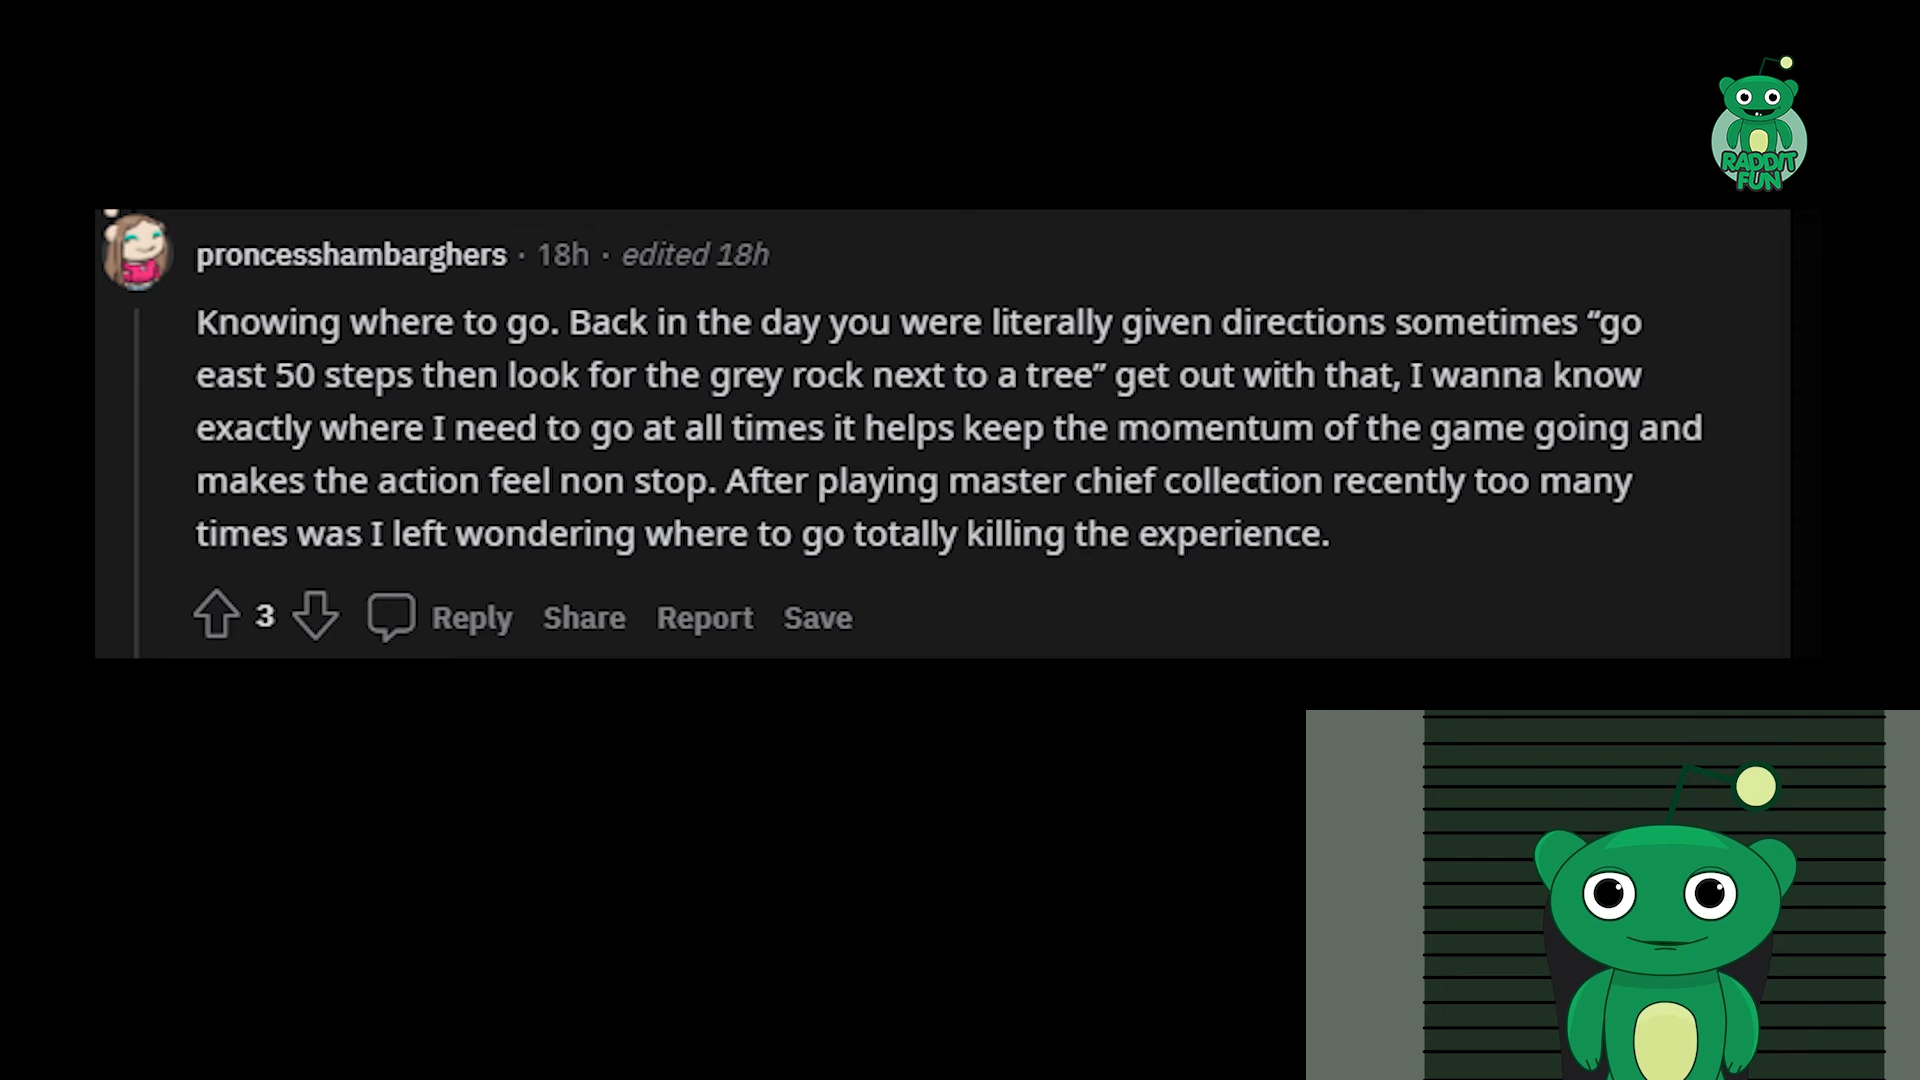 RADDIT
FUN
proncesshambarghers · 18h · edited 18h
Knowing where to go. Back in the day you were literally given directions sometimes “go
east 50 steps then look for the grey rock next to a tree” get out with that, I wanna know
exactly where I need to go at all times it helps keep the momentum of the game going and
makes the action feel non stop. After playing master chief collection recently too many
times was I left wondering where to go totally killing the experience.
3 Reply Share Report Save